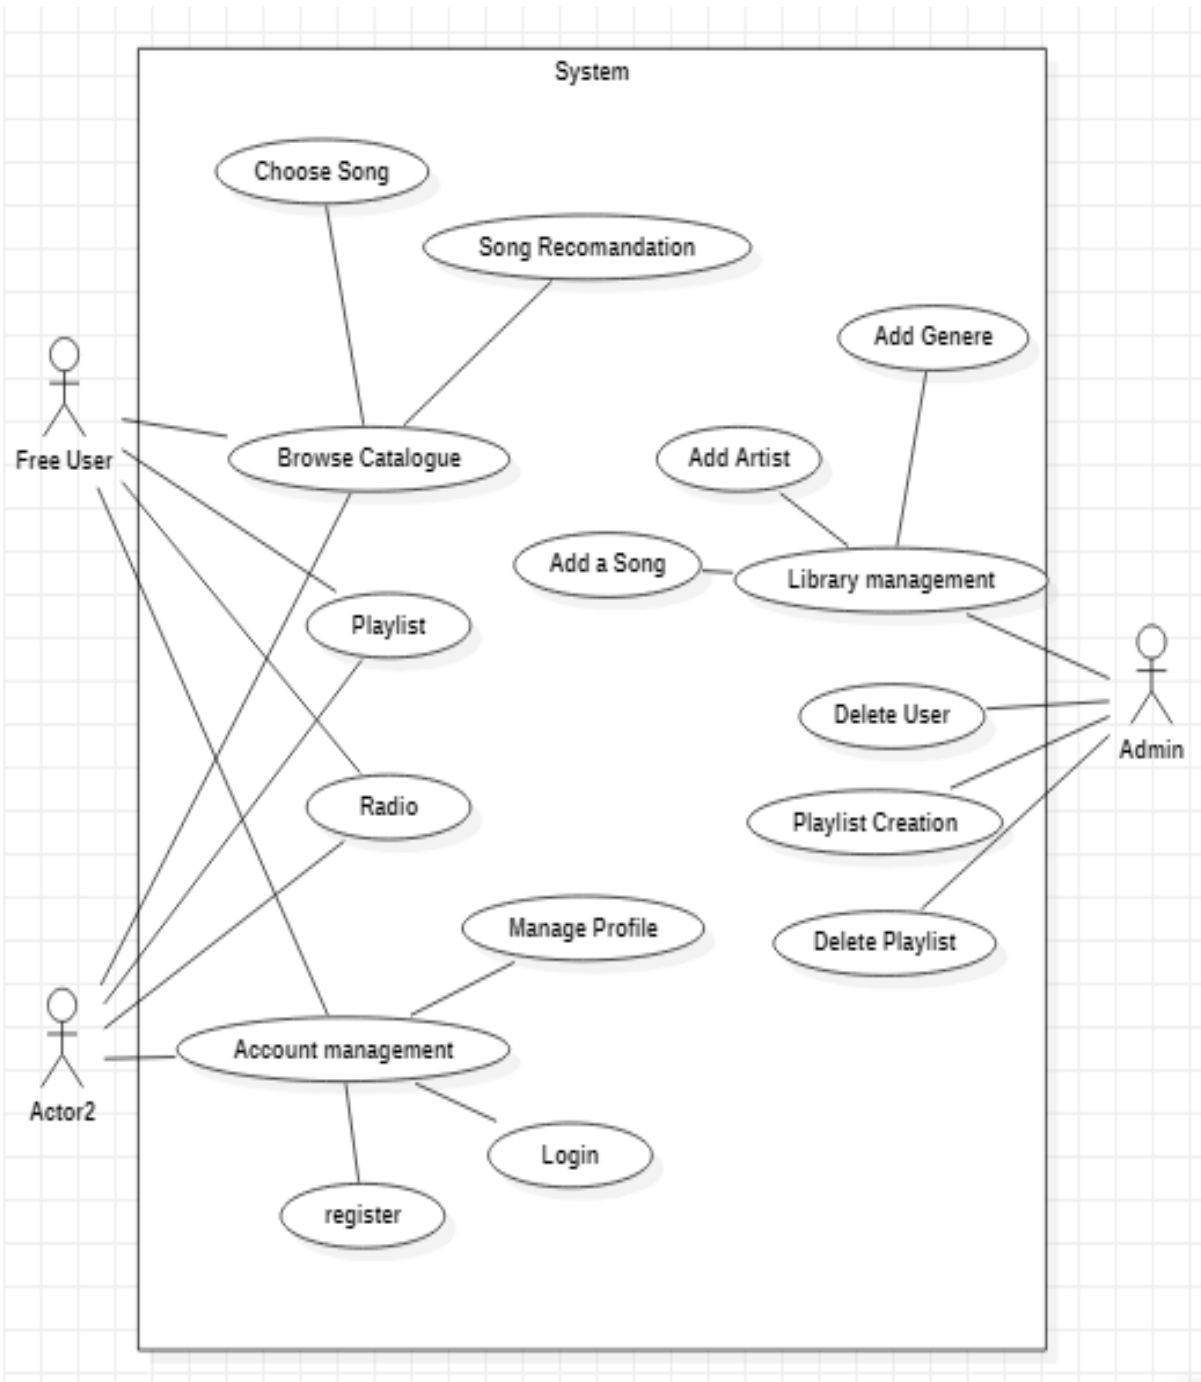 System
Choose Song
Song Recomandation
Add Genere
Free User
Browse Catalogue
Add Artist
Add a Song
Library management
Playlist
Delete User
Admin
Radio
Playlist Creation
Manage Profile
Delete Playlist
Account management
Actor2
Login
register